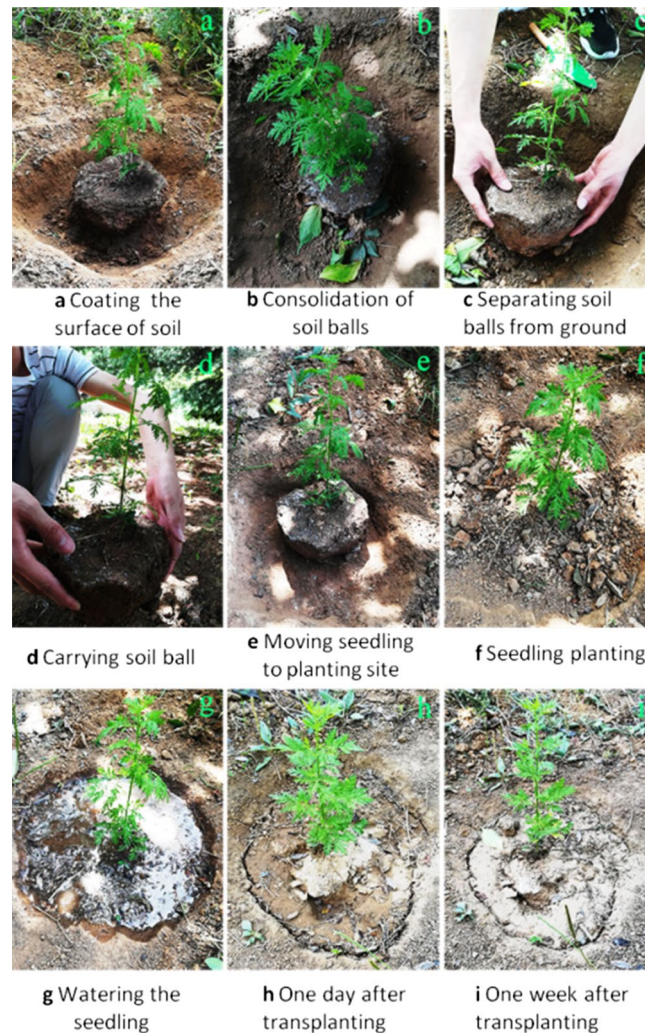 a
b
c
a Coating the
surface of soil
b Consolidation of
soil balls
c Separating soil
balls from ground
d
e
f
d Carrying soil ball
e Moving seedling
to planting site
f Seedling planting
g
h
i
g Watering the
seedling
h One day after
transplanting
i One week after
transplanting